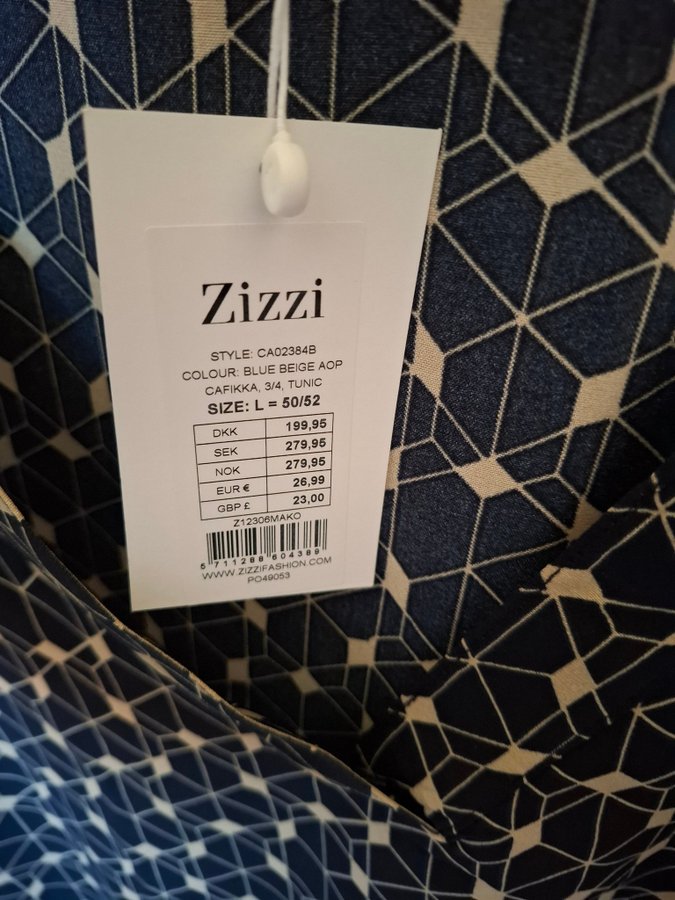 Zizzi
STYLE: CA02384B
COLOUR: BLUE BEIGE AOP
CAFIKKA, 3/4, TUNIC
SIZE: L = 50/52
DKK 199,95
SEK 279,95
NOK 279,95
EUR € 26,99
GBP £ 23,00
Z12306MAKO
5 711288 604389
WWW.ZIZZIFASHION.COM
PO49053